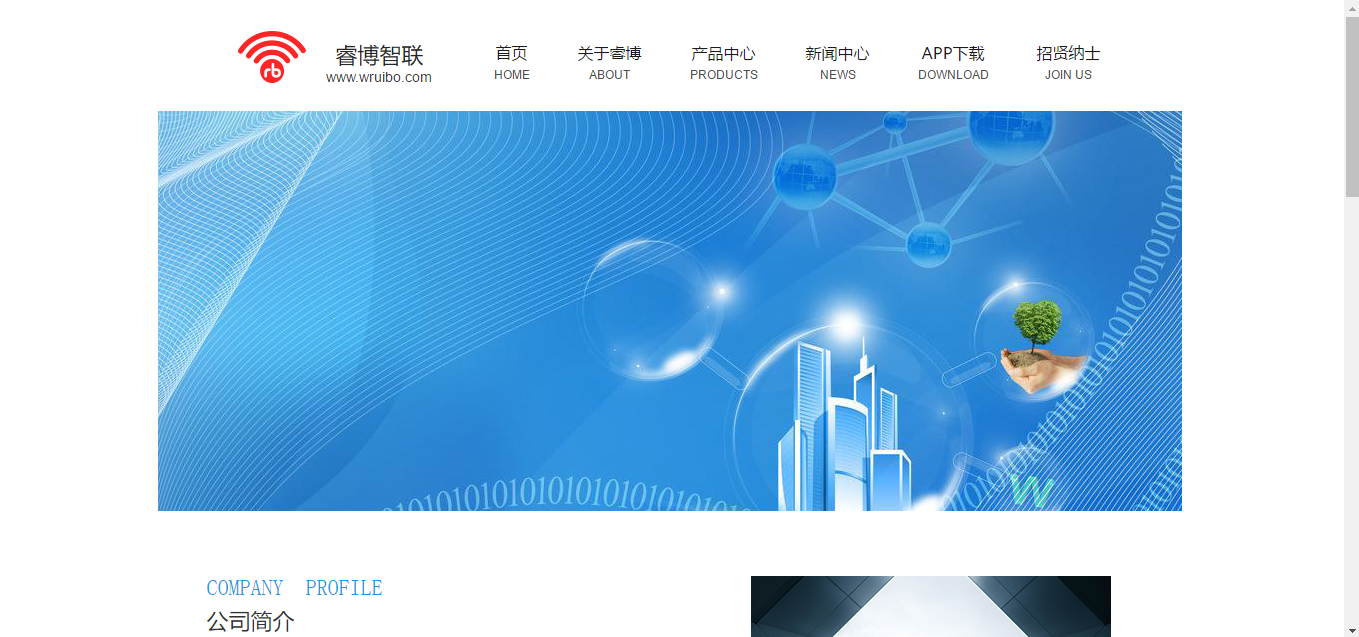 rb
睿博智联
www.wruibo.com
首页
HOME
关于睿博
ABOUT
产品中心
PRODUCTS
新闻中心
NEWS
APP下载
DOWNLOAD
招贤纳士
JOIN US
W
COMPANY PROFILE
公司简介